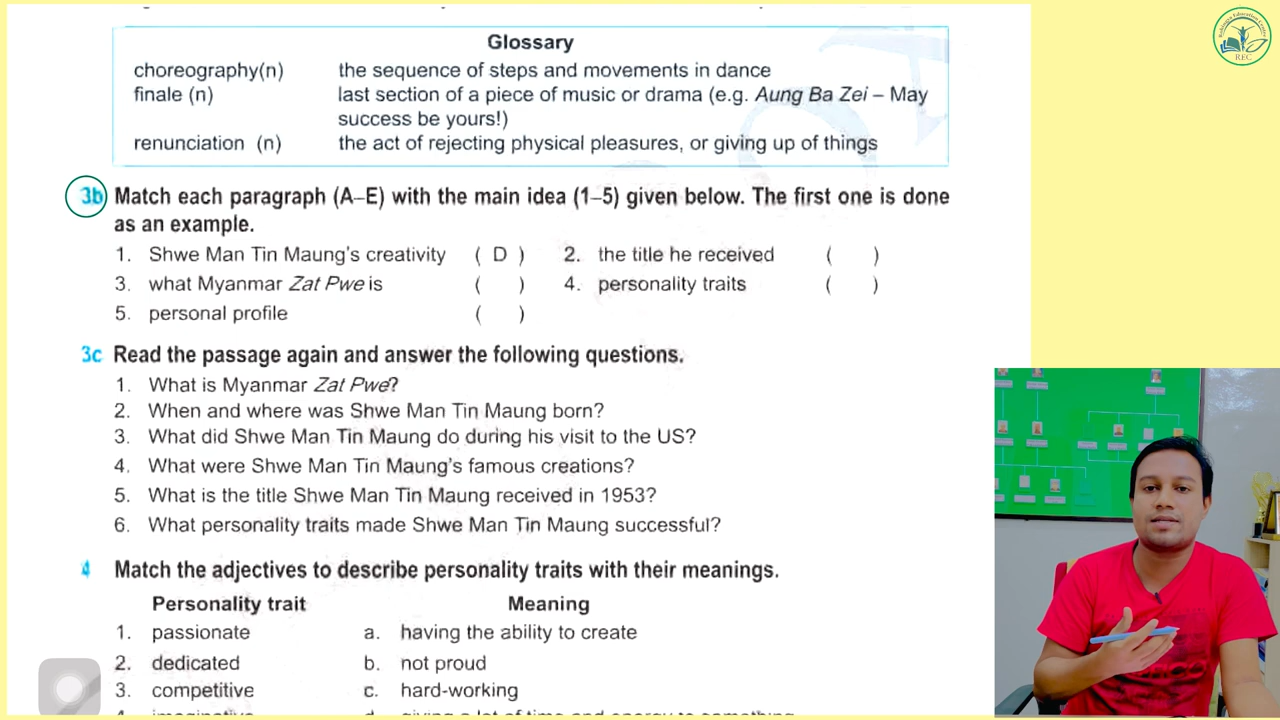 Glossary
choreography(n) the sequence of steps and movements in dance
finale (n) last section of a piece of music or drama (e.g. Aung Ba Zei – May
success be yours!)
renunciation (n) the act of rejecting physical pleasures, or giving up of things
3b Match each paragraph (A–E) with the main idea (1–5) given below. The first one is done
as an example.
1. Shwe Man Tin Maung's creativity ( D ) 2. the title he received ( )
3. what Myanmar Zat Pwe is ( ) 4. personality traits ( )
5. personal profile ( )
3c Read the passage again and answer the following questions.
1. What is Myanmar Zat Pwe?
2. When and where was Shwe Man Tin Maung born?
3. What did Shwe Man Tin Maung do during his visit to the US?
4. What were Shwe Man Tin Maung's famous creations?
5. What is the title Shwe Man Tin Maung received in 1953?
6. What personality traits made Shwe Man Tin Maung successful?
4 Match the adjectives to describe personality traits with their meanings.
Personality trait Meaning
1. passionate a. having the ability to create
2. dedicated b. not proud
3. competitive c. hard-working
REC